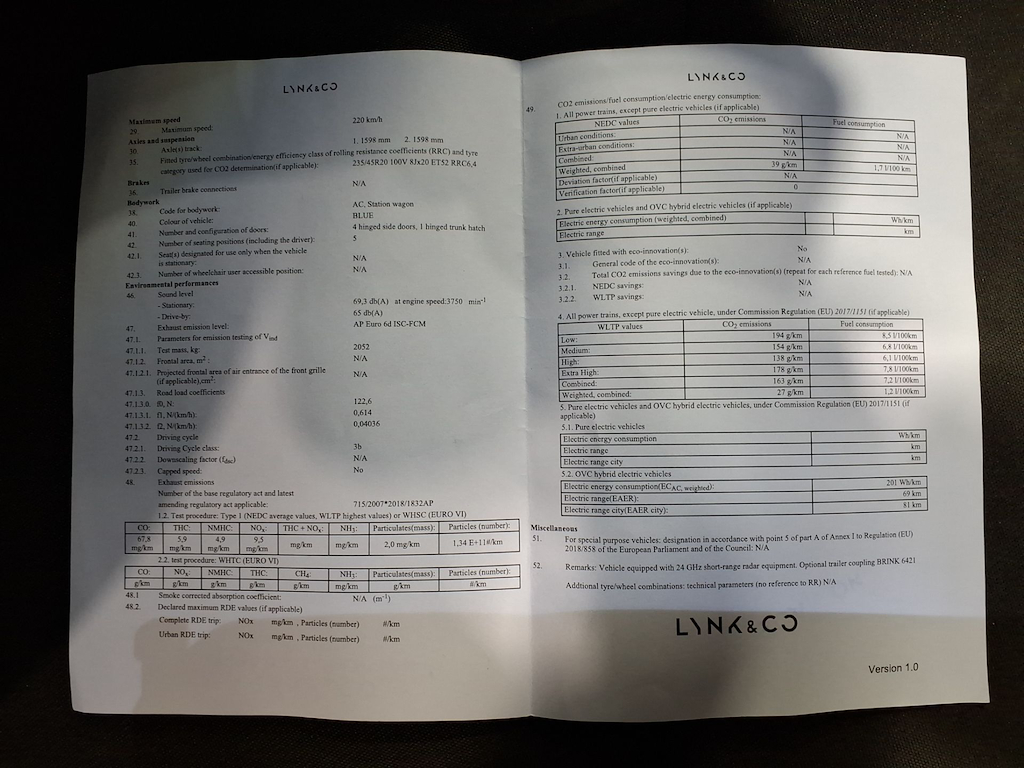 LYNK&CO
Maximum speed
29. Maximum speed: 220 km/h
Axles and suspension
30. Axle(s) track: 1. 1598 mm 2. 1598 mm
35. Fitted tyre/wheel combination/energy efficiency class of rolling resistance coefficients (RRC) and tyre
category used for CO2 determination(if applicable): 235/45R20 100V 8Jx20 ET52 RRC6,4
Brakes
36. Trailer brake connections N/A
Bodywork
38. Code for bodywork: AC, Station wagon
40. Colour of vehicle: BLUE
41. Number and configuration of doors: 4 hinged side doors, 1 hinged trunk hatch
42. Number of seating positions (including the driver): 5
42.1. Seat(s) designated for use only when the vehicle
is stationary: N/A
42.3. Number of wheelchair user accessible position: N/A
Environmental performances
46. Sound level
- Stationary: 69,3 db(A) at engine speed:3750 min⁻¹
- Drive-by: 65 db(A)
47. Exhaust emission level: AP Euro 6d ISC-FCM
47.1. Parameters for emission testing of Vind
47.1.1. Test mass, kg: 2052
47.1.2. Frontal area, m²: N/A
47.1.2.1. Projected frontal area of air entrance of the front grille
(if applicable),cm²: N/A
47.1.3. Road load coefficients
47.1.3.0. f0, N: 122,6
47.1.3.1. f1, N/(km/h): 0,614
47.1.3.2. f2, N/(km/h): 0,04036
47.2. Driving cycle
47.2.1. Driving Cycle class: 3b
47.2.2. Downscaling factor (fdsc) N/A
47.2.3. Capped speed: No
48. Exhaust emissions
Number of the base regulatory act and latest
amending regulatory act applicable: 715/2007*2018/1832AP
1.2. Test procedure: Type 1 (NEDC average values, WLTP highest values) or WHSC (EURO VI)
CO: THC: NMHC: NOX: THC + NOX: NH3: Particulates(mass): Particles (number):
67,8 mg/km 5,9 mg/km 4,9 mg/km 9,5 mg/km mg/km mg/km 2,0 mg/km 1,34 E+11#/km
2.2. test procedure: WHTC (EURO VI)
CO: NOX: NMHC: THC: CH4: NH3: Particulates(mass): Particles (number):
g/km g/km g/km g/km g/km mg/km g/km #/km
48.1 Smoke corrected absorption coefficient: N/A (m⁻¹)
48.2. Declared maximum RDE values (if applicable)
Complete RDE trip: NOx mg/km , Particles (number) #/km
Urban RDE trip: NOx mg/km , Particles (number) #/km
LYNK&CO
49. CO2 emissions/fuel consumption/electric energy consumption:
1. All power trains, except pure electric vehicles (if applicable)
NEDC values CO2 emissions Fuel consumption
Urban conditions: N/A N/A
Extra-urban conditions: N/A N/A
Combined: N/A N/A
Weighted, combined 39 g/km 1,7 l/100 km
Deviation factor(if applicable) N/A
Verification factor(if applicable) 0
2. Pure electric vehicles and OVC hybrid electric vehicles (if applicable)
Electric energy consumption (weighted, combined) Wh/km
Electric range km
3. Vehicle fitted with eco-innovation(s): No
3.1. General code of the eco-innovation(s): N/A
3.2. Total CO2 emissions savings due to the eco-innovation(s) (repeat for each reference fuel tested): N/A
3.2.1. NEDC savings: N/A
3.2.2. WLTP savings: N/A
4. All power trains, except pure electric vehicle, under Commission Regulation (EU) 2017/1151 (if applicable)
WLTP values CO2 emissions Fuel consumption
Low: 194 g/km 8,5 l/100km
Medium: 154 g/km 6,8 l/100km
High: 138 g/km 6,1 l/100km
Extra High: 178 g/km 7,8 l/100km
Combined: 163 g/km 7,2 l/100km
Weighted, combined: 27 g/km 1,2 l/100km
5. Pure electric vehicles and OVC hybrid electric vehicles, under Commission Regulation (EU) 2017/1151 (if
applicable)
5.1. Pure electric vehicles
Electric energy consumption Wh/km
Electric range km
Electric range city km
5.2. OVC hybrid electric vehicles
Electric energy consumption(ECAC, weighted): 201 Wh/km
Electric range(EAER): 69 km
Electric range city(EAER city): 81 km
Miscellaneous
51. For special purpose vehicles: designation in accordance with point 5 of part A of Annex I to Regulation (EU)
2018/858 of the European Parliament and of the Council: N/A
52. Remarks: Vehicle equipped with 24 GHz short-range radar equipment. Optional trailer coupling BRINK 6421
Addtional tyre/wheel combinations: technical parameters (no reference to RR) N/A
LYNK&CO
Version 1.0